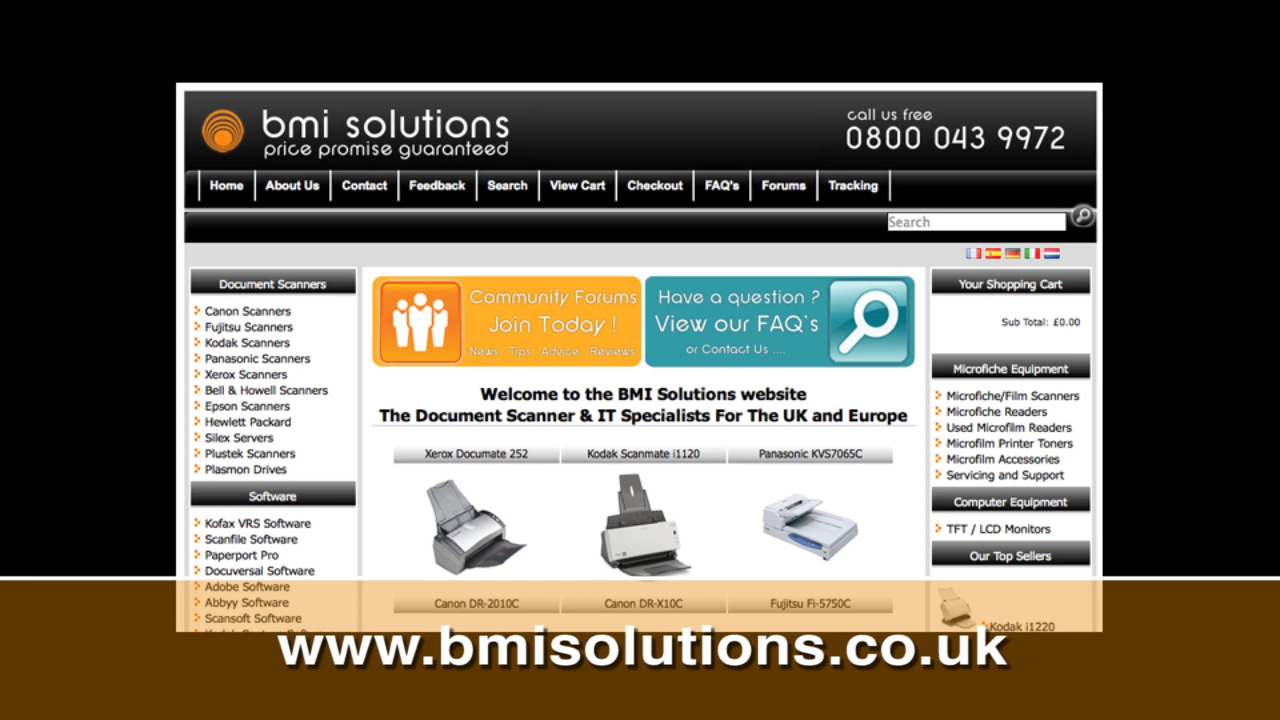 bmi solutions
price promise guaranteed
call us free
0800 043 9972
Home About Us Contact Feedback Search View Cart Checkout FAQ's Forums Tracking
Search
Document Scanners
Canon Scanners
Fujitsu Scanners
Kodak Scanners
Panasonic Scanners
Xerox Scanners
Bell & Howell Scanners
Epson Scanners
Hewlett Packard
Silex Servers
Plustek Scanners
Plasmon Drives
Software
Kofax VRS Software
Scanfile Software
Paperport Pro
Docuversal Software
Adobe Software
Abbyy Software
Scansoft Software
Community Forums
Join Today !
News Tips Advice Reviews
Have a question ?
View our FAQ's
or Contact Us ....
Welcome to the BMI Solutions website
The Document Scanner & IT Specialists For The UK and Europe
Xerox Documate 252 Kodak Scanmate i1120 Panasonic KVS7065C
Canon DR-2010C Canon DR-X10C Fujitsu Fi-5750C
Your Shopping Cart
Sub Total: £0.00
Microfiche Equipment
Microfiche/Film Scanners
Microfiche Readers
Used Microfilm Readers
Microfilm Printer Toners
Microfilm Accessories
Servicing and Support
Computer Equipment
TFT / LCD Monitors
Our Top Sellers
Kodak i1220
www.bmisolutions.co.uk